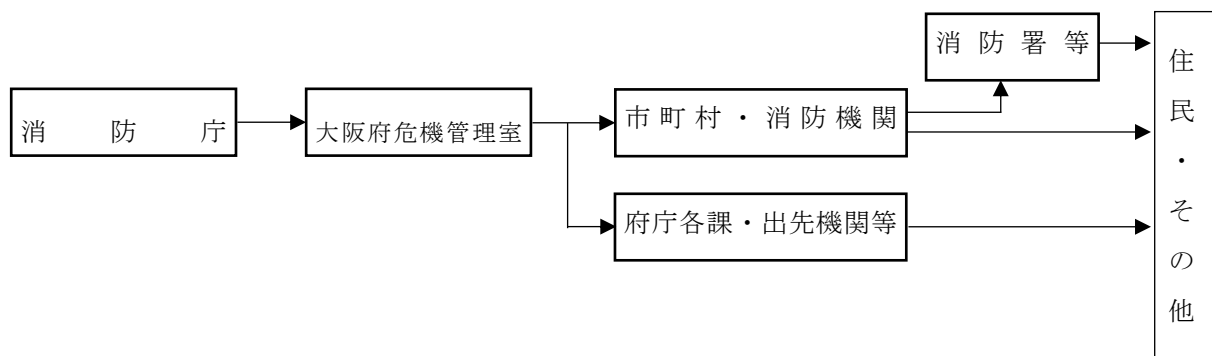 消防署等
消防庁
大阪府危機管理室
市町村・消防機関
府庁各課・出先機関等
住民・その他